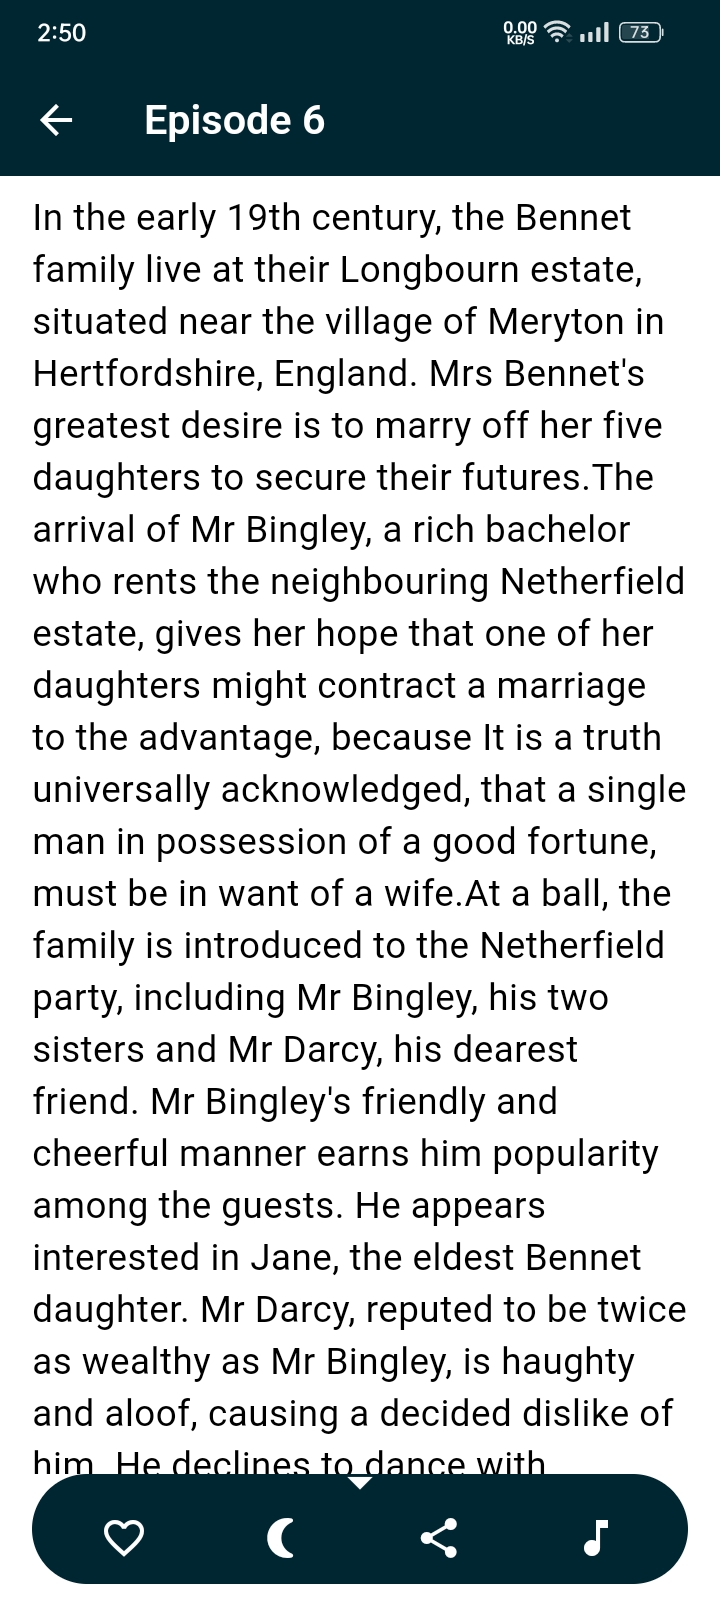 2:50
0.00
KB/S
73
Episode 6
In the early 19th century, the Bennet
family live at their Longbourn estate,
situated near the village of Meryton in
Hertfordshire, England. Mrs Bennet's
greatest desire is to marry off her five
daughters to secure their futures.The
arrival of Mr Bingley, a rich bachelor
who rents the neighbouring Netherfield
estate, gives her hope that one of her
daughters might contract a marriage
to the advantage, because It is a truth
universally acknowledged, that a single
man in possession of a good fortune,
must be in want of a wife.At a ball, the
family is introduced to the Netherfield
party, including Mr Bingley, his two
sisters and Mr Darcy, his dearest
friend. Mr Bingley's friendly and
cheerful manner earns him popularity
among the guests. He appears
interested in Jane, the eldest Bennet
daughter. Mr Darcy, reputed to be twice
as wealthy as Mr Bingley, is haughty
and aloof, causing a decided dislike of
him. He declines to dance with